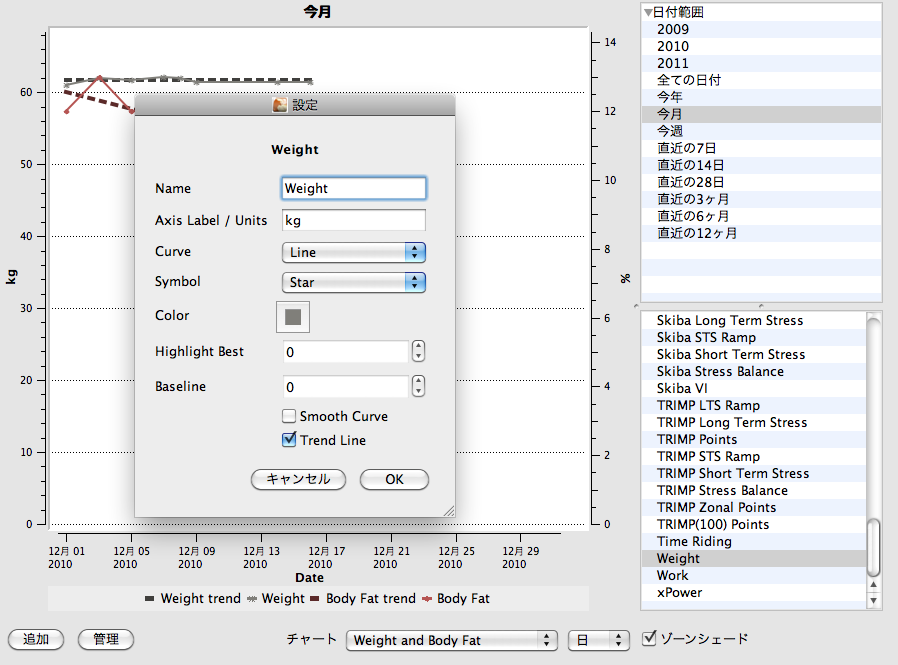 今月
kg
60
50
40
30
20
10
0
14
12
10
8
6
4
2
0
%
12月 01 2010
12月 05 2010
12月 09 2010
12月 13 2010
12月 17 2010
12月 21 2010
12月 25 2010
12月 29 2010
Date
Weight trend Weight Body Fat trend Body Fat
設定
Weight
Name Weight
Axis Label / Units kg
Curve Line
Symbol Star
Color
Highlight Best 0
Baseline 0
Smooth Curve
Trend Line
キャンセル OK
日付範囲
2009
2010
2011
全ての日付
今年
今月
今週
直近の7日
直近の14日
直近の28日
直近の3ヶ月
直近の6ヶ月
直近の12ヶ月
Skiba Long Term Stress
Skiba STS Ramp
Skiba Short Term Stress
Skiba Stress Balance
Skiba VI
TRIMP LTS Ramp
TRIMP Long Term Stress
TRIMP Points
TRIMP STS Ramp
TRIMP Short Term Stress
TRIMP Stress Balance
TRIMP Zonal Points
TRIMP(100) Points
Time Riding
Weight
Work
xPower
追加 管理 チャート Weight and Body Fat 日 ゾーンシェード